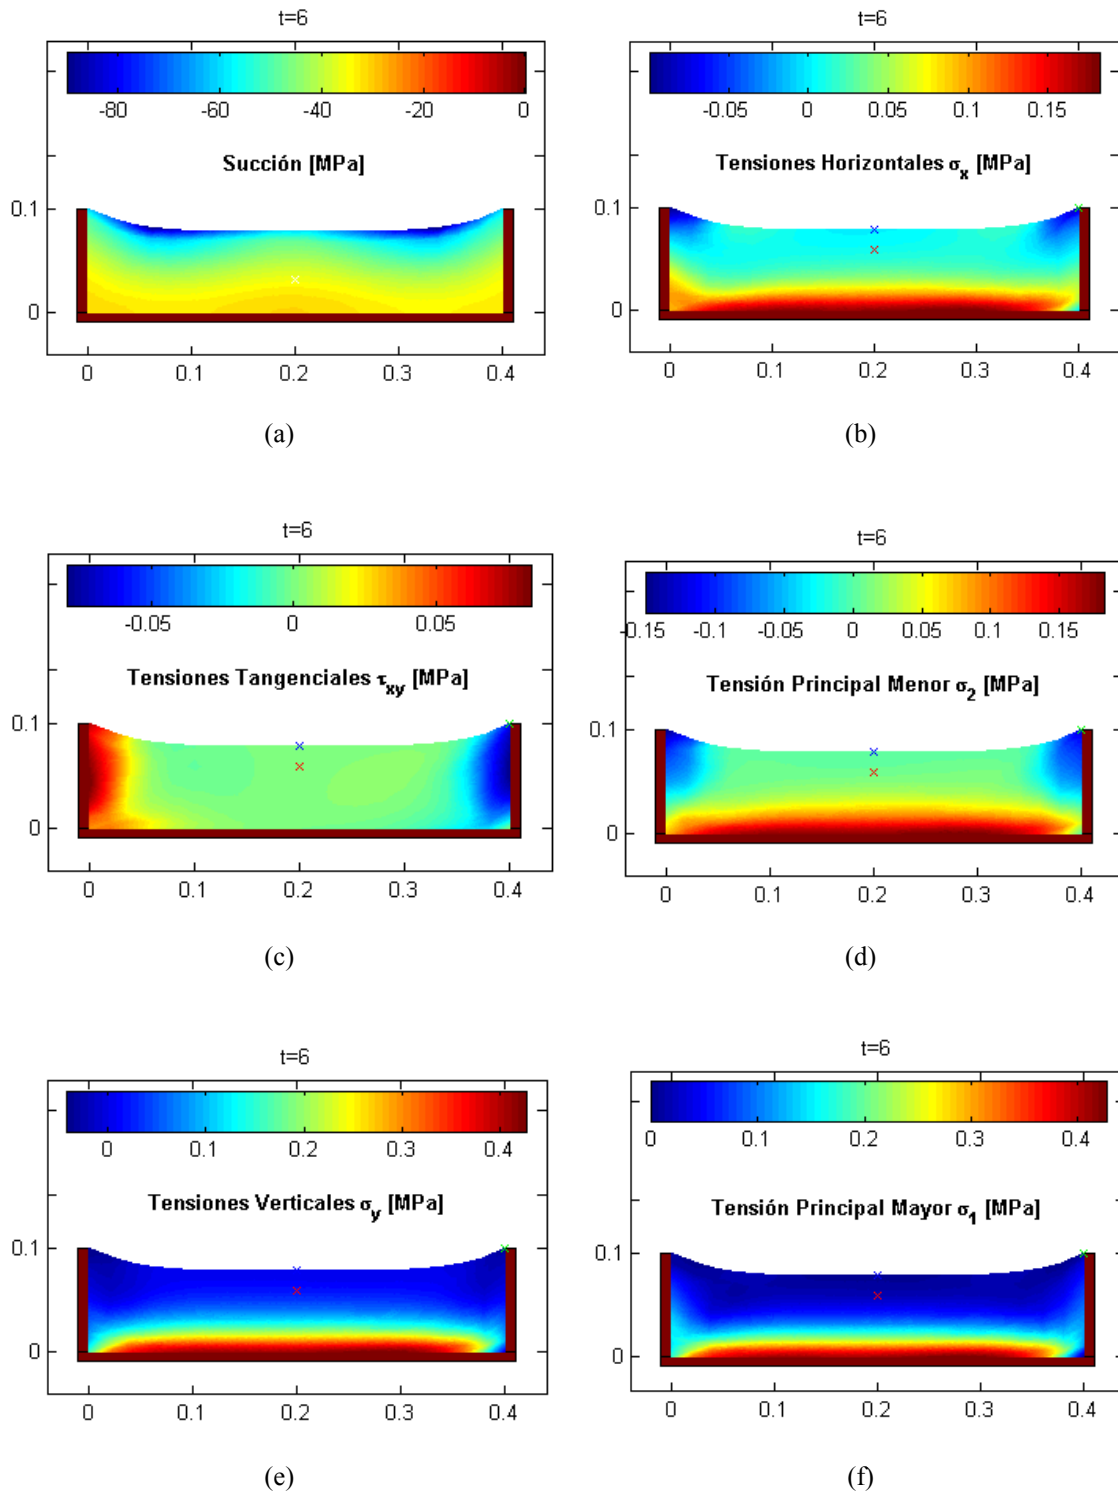 t=6
-80 -60 -40 -20 0
Succión [MPa]
0.1
0
0 0.1 0.2 0.3 0.4
(a)
t=6
-0.05 0 0.05 0.1 0.15
Tensiones Horizontales σx [MPa]
0.1
0
0 0.1 0.2 0.3 0.4
(b)
t=6
-0.05 0 0.05
Tensiones Tangenciales τxy [MPa]
0.1
0
0 0.1 0.2 0.3 0.4
(c)
t=6
-0.15 -0.1 -0.05 0 0.05 0.1 0.15
Tensión Principal Menor σ2 [MPa]
0.1
0
0 0.1 0.2 0.3 0.4
(d)
t=6
0 0.1 0.2 0.3 0.4
Tensiones Verticales σy [MPa]
0.1
0
0 0.1 0.2 0.3 0.4
(e)
t=6
0 0.1 0.2 0.3 0.4
Tensión Principal Mayor σ1 [MPa]
0.1
0
0 0.1 0.2 0.3 0.4
(f)